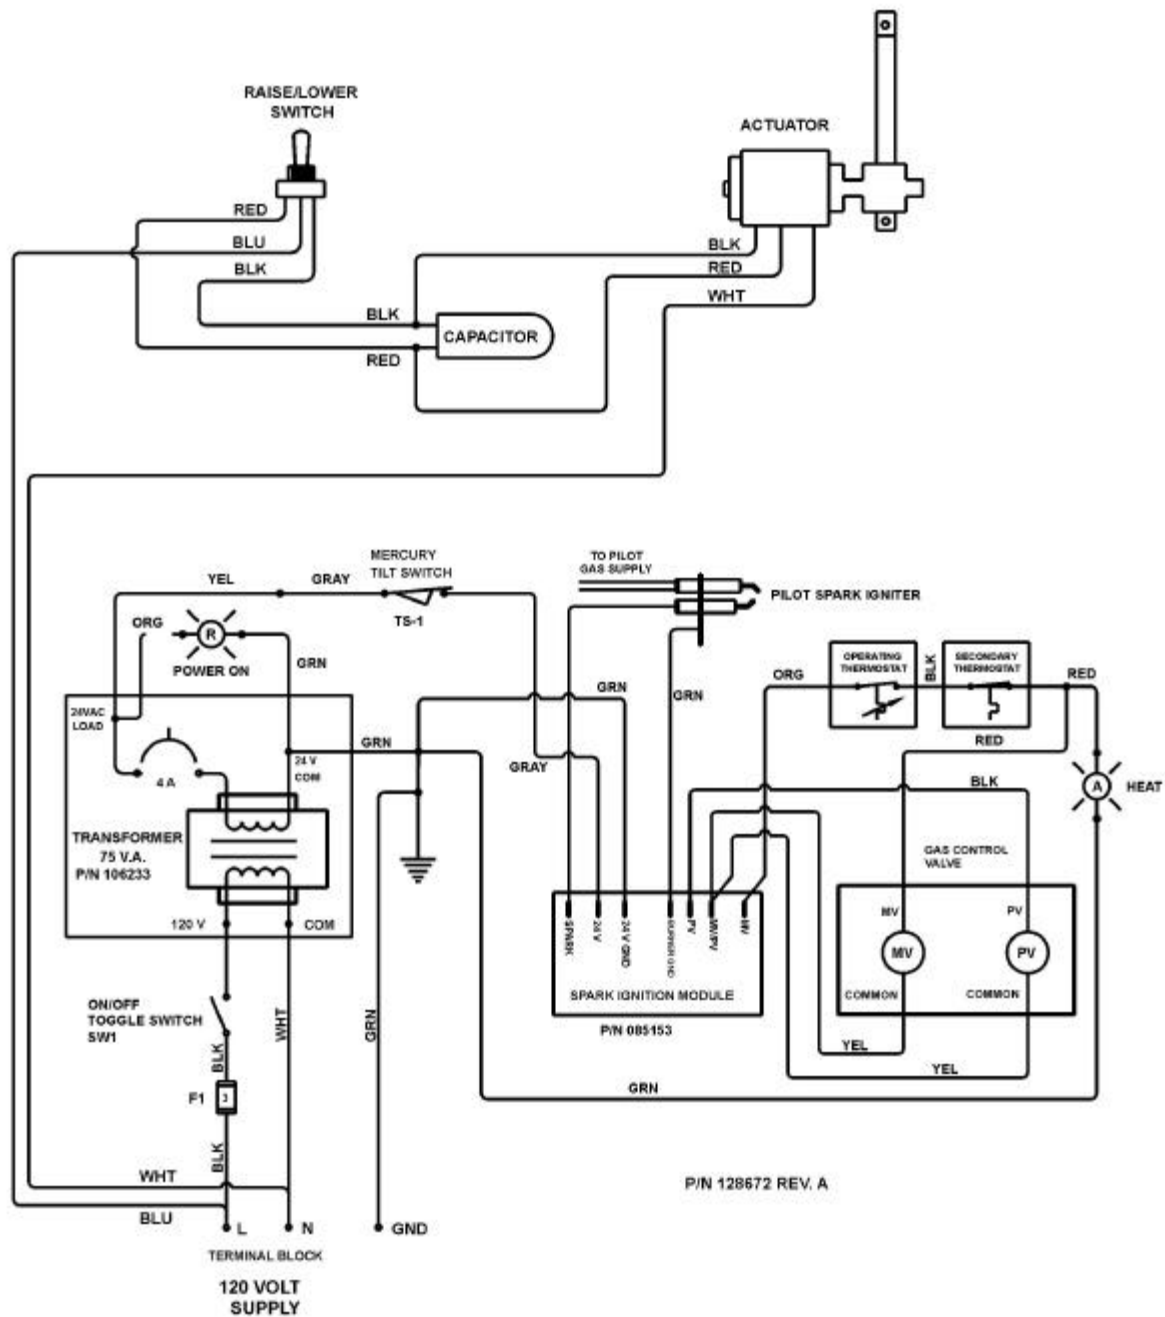 RAISE/LOWER
SWITCH
ACTUATOR
RED
BLU
BLK
BLK
RED
WHT
BLK
RED
CAPACITOR
MERCURY
TILT SWITCH
YEL
GRAY
TS-1
TO PILOT
GAS SUPPLY
PILOT SPARK IGNITER
ORG
R
POWER ON
GRN
GRN
GRN
OPERATING
THERMOSTAT
BLK
SECONDARY
THERMOSTAT
ORG
RED
RED
24VAC
LOAD
4 A
24 V
COM
GRN
GRAY
BLK
A
HEAT
TRANSFORMER
75 V.A.
P/N 106233
120 V
COM
GAS CONTROL
VALVE
MV
PV
MV
PV
COMMON
COMMON
SPARK
24 V
24 V GND
BURNER GND
PV
MV/PV
MV
SPARK IGNITION MODULE
P/N 085153
YEL
YEL
GRN
ON/OFF
TOGGLE SWITCH
SW1
BLK
WHT
GRN
F1
3
BLK
WHT
BLU
L
N
GND
TERMINAL BLOCK
120 VOLT
SUPPLY
P/N 128672 REV. A